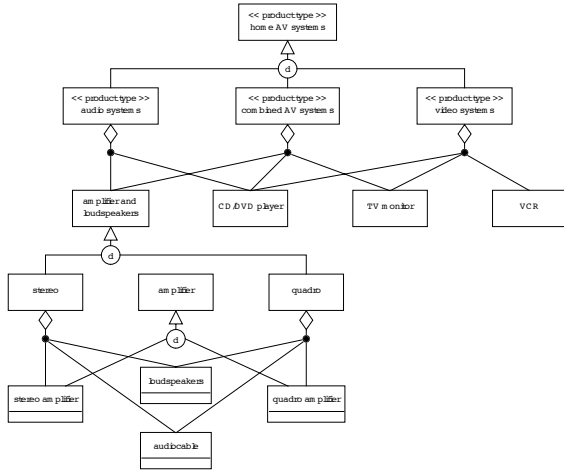 << producttype >>
home AV systems
d
<< producttype >>
audio systems
<< producttype >>
combined AV systems
<< producttype >>
video systems
amplifier and
loudspeakers
CD/DVD player
TV monitor
VCR
d
stereo
amplifier
quadro
d
stereo amplifier
loudspeakers
quadro amplifier
audiocable